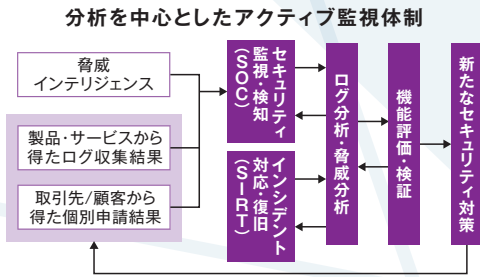 分析を中心としたアクティブ監視体制
脅威
インテリジェンス
製品・サービスから
得たログ収集結果
取引先/顧客から
得た個別申請結果
セキュリティ
監視・検知
(SOC)
インシデント
対応・復旧
(SIRT)
ログ分析・脅威分析
機能評価・検証
新たなセキュリティ対策